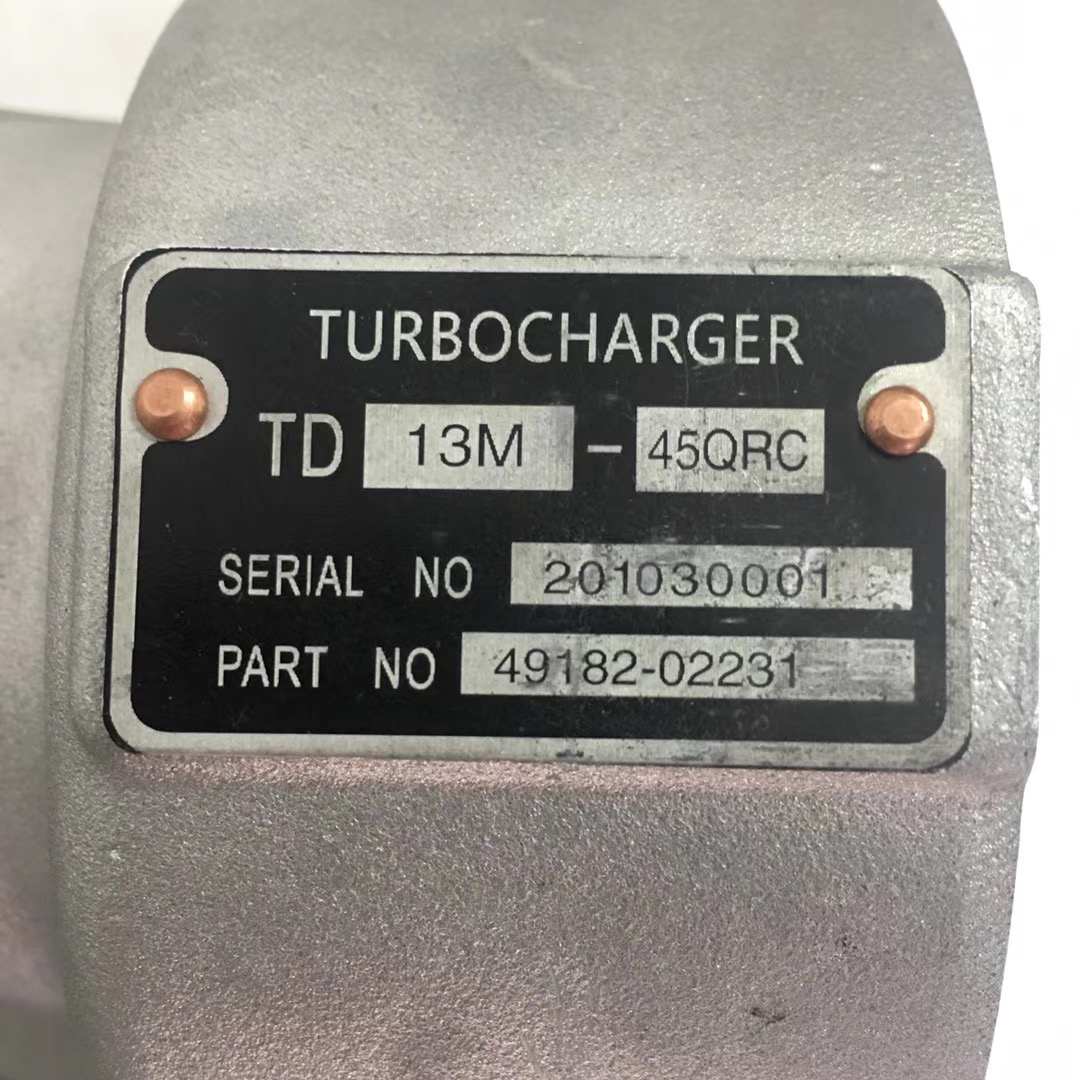 TURBOCHARGER
TD 13M - 45QRC
SERIAL NO 201030001
PART NO 49182-02231